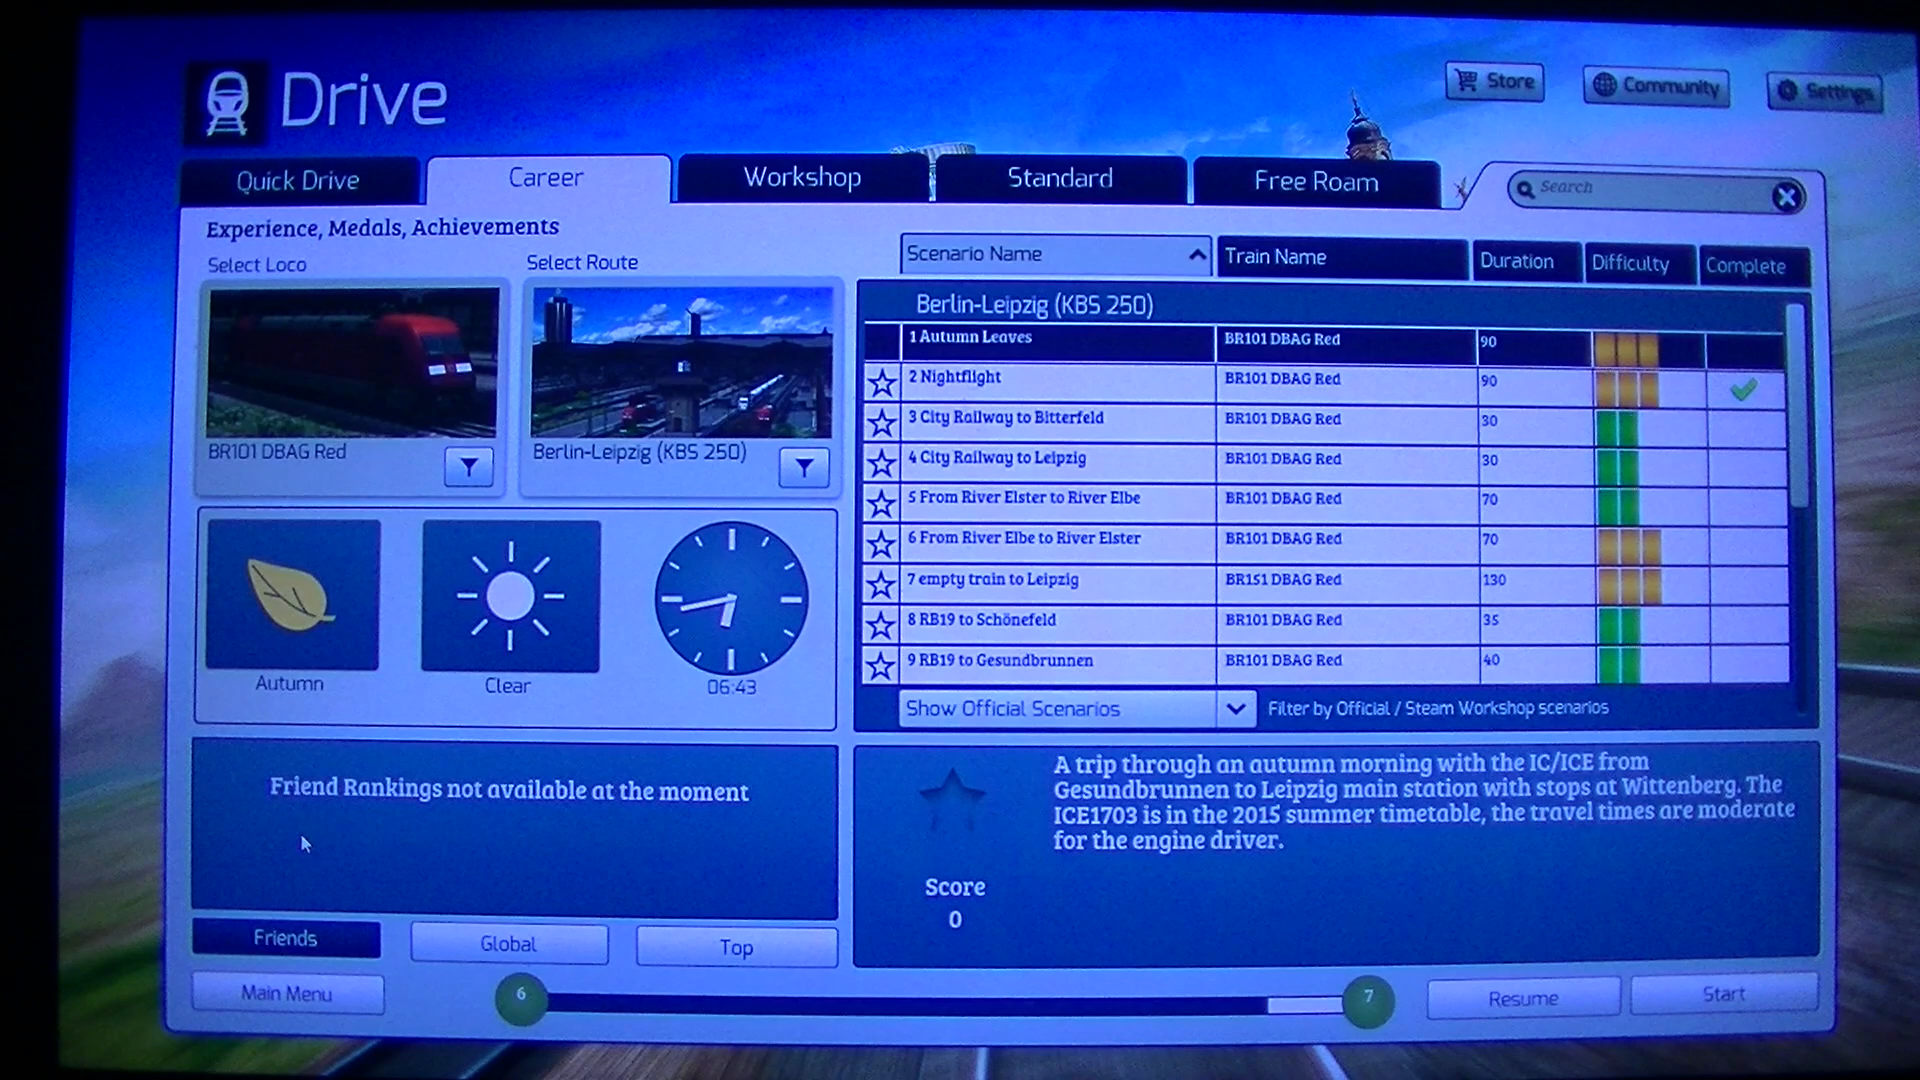 Drive
Store
Community
Settings
Quick Drive
Career
Workshop
Standard
Free Roam
Search
Experience, Medals, Achievements
Select Loco
Select Route
BR101 DBAG Red
Berlin-Leipzig (KBS 250)
Scenario Name
Train Name
Duration
Difficulty
Complete
Berlin-Leipzig (KBS 250)
1 Autumn Leaves BR101 DBAG Red 90
2 Nightflight BR101 DBAG Red 90
3 City Railway to Bitterfeld BR101 DBAG Red 30
4 City Railway to Leipzig BR101 DBAG Red 30
5 From River Elster to River Elbe BR101 DBAG Red 70
6 From River Elbe to River Elster BR101 DBAG Red 70
7 empty train to Leipzig BR151 DBAG Red 130
8 RB19 to Schönefeld BR101 DBAG Red 35
9 RB19 to Gesundbrunnen BR101 DBAG Red 40
Show Official Scenarios
Filter by Official / Steam Workshop scenarios
Autumn
Clear
06:43
Friend Rankings not available at the moment
A trip through an autumn morning with the IC/ICE from
Gesundbrunnen to Leipzig main station with stops at Wittenberg. The
ICE1703 is in the 2015 summer timetable, the travel times are moderate
for the engine driver.
Score
0
Friends
Global
Top
Main Menu
6
7
Resume
Start